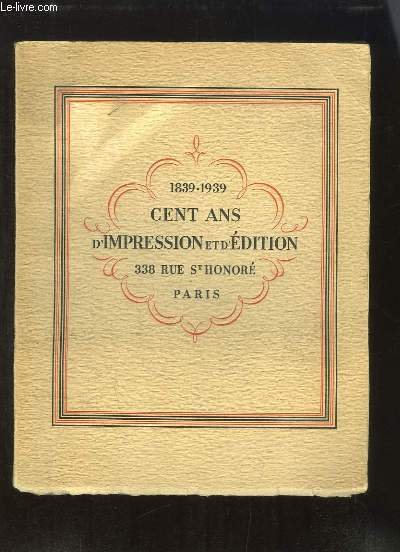 Le-livre.com
1839·1939
CENT ANS
D'IMPRESSION ET D'ÉDITION
338 RUE ST HONORÉ
PARIS